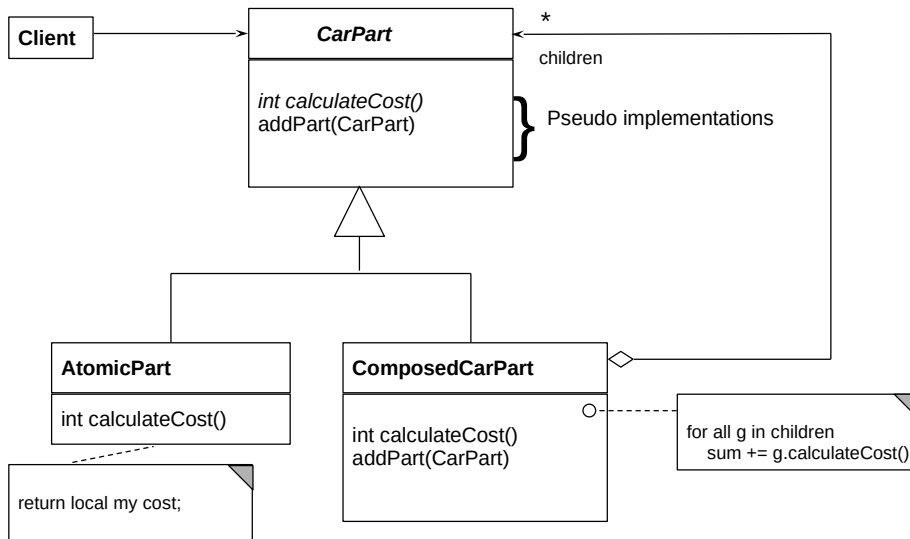 Client
CarPart
*
children
int calculateCost()
addPart(CarPart)
}
Pseudo implementations
AtomicPart
int calculateCost()
return local my cost;
ComposedCarPart
int calculateCost()
addPart(CarPart)
for all g in children
sum += g.calculateCost()